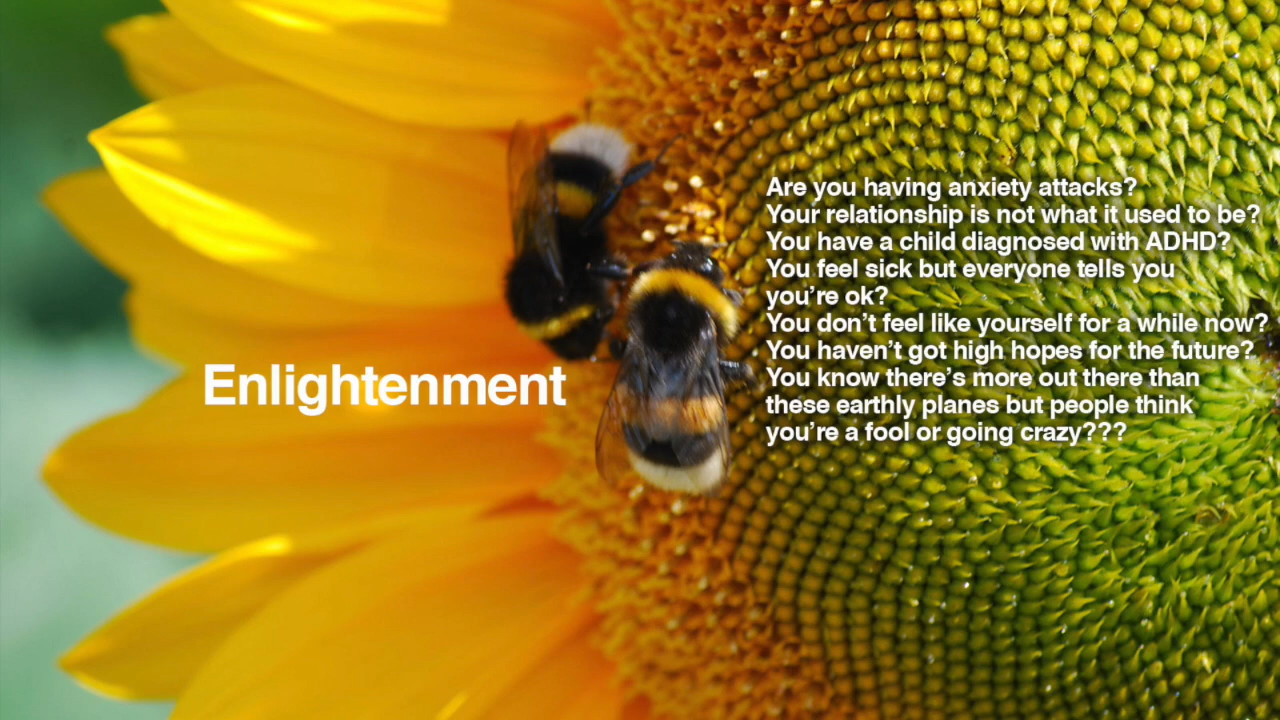 Enlightenment
Are you having anxiety attacks?
Your relationship is not what it used to be?
You have a child diagnosed with ADHD?
You feel sick but everyone tells you
you’re ok?
You don’t feel like yourself for a while now?
You haven’t got high hopes for the future?
You know there’s more out there than
these earthly planes but people think
you’re a fool or going crazy???